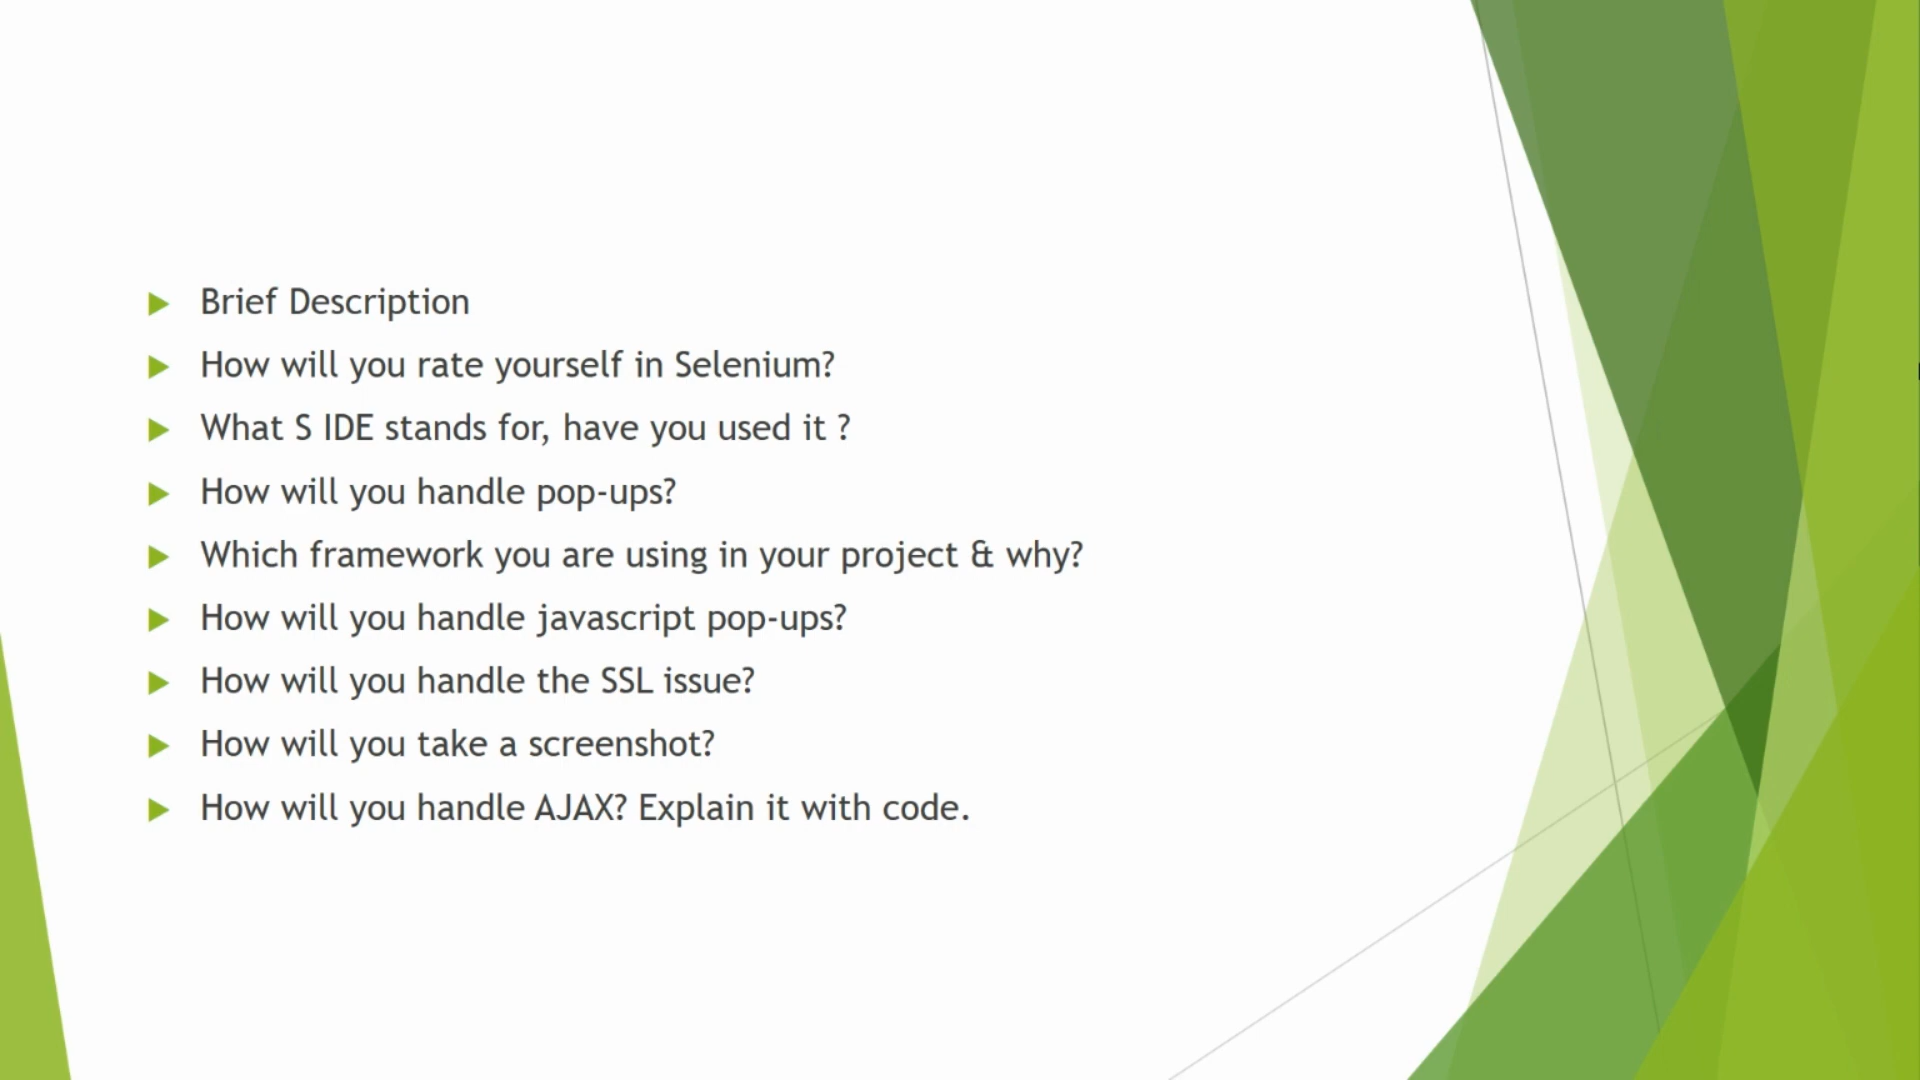 Brief Description
How will you rate yourself in Selenium?
What S IDE stands for, have you used it ?
How will you handle pop-ups?
Which framework you are using in your project & why?
How will you handle javascript pop-ups?
How will you handle the SSL issue?
How will you take a screenshot?
How will you handle AJAX? Explain it with code.